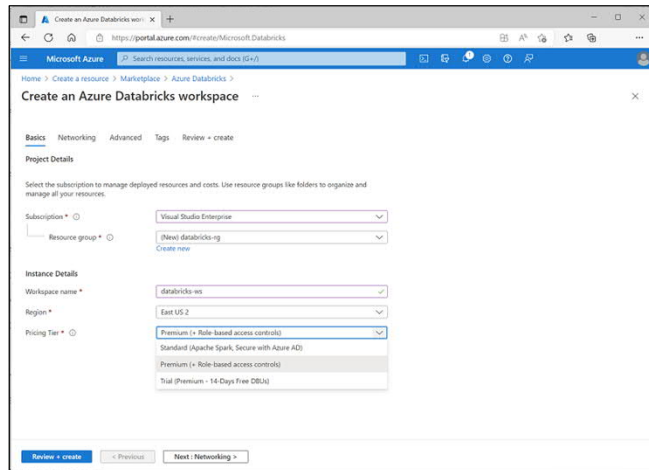 Create an Azure Databricks work
https://portal.azure.com/#create/Microsoft.Databricks
Microsoft Azure
Search resources, services, and docs (G+/)
Home > Create a resource > Marketplace > Azure Databricks >
Create an Azure Databricks workspace ...
Basics Networking Advanced Tags Review + create
Project Details
Select the subscription to manage deployed resources and costs. Use resource groups like folders to organize and
manage all your resources.
Subscription * Visual Studio Enterprise
Resource group * (New) databricks-rg
Create new
Instance Details
Workspace name * databricks-ws
Region * East US 2
Pricing Tier * Premium (+ Role-based access controls)
Standard (Apache Spark, Secure with Azure AD)
Premium (+ Role-based access controls)
Trial (Premium - 14-Days Free DBUs)
Review + create < Previous Next : Networking >